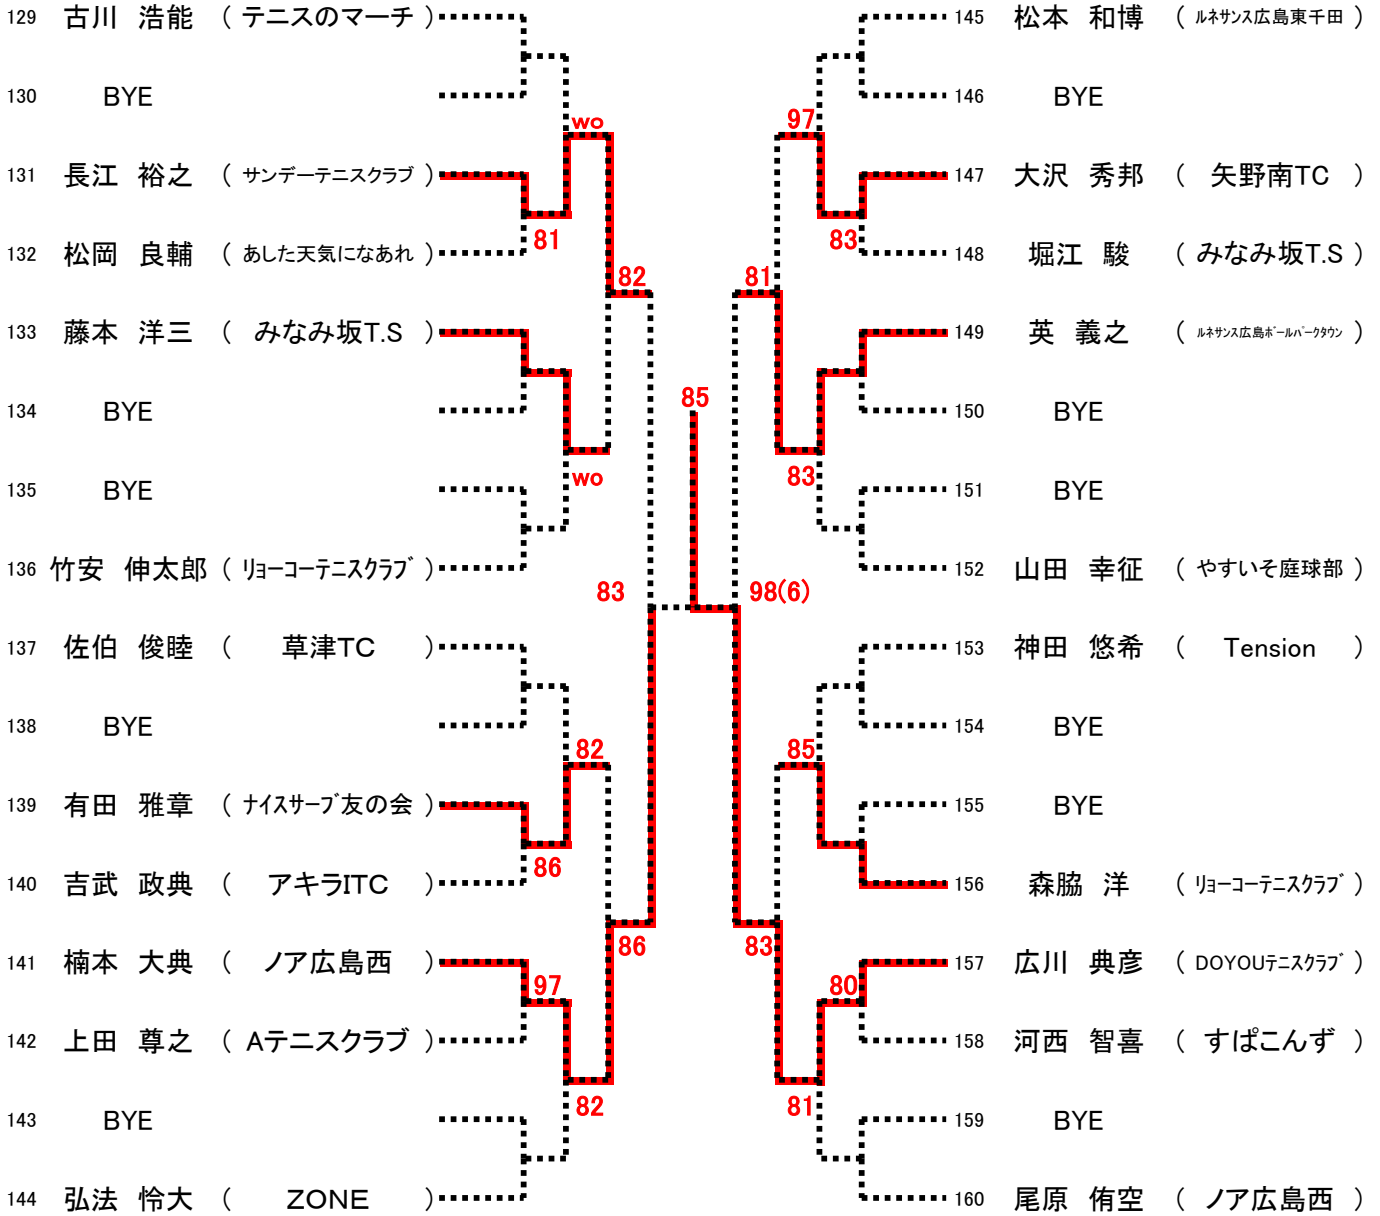 129 古川 浩能 ( テニスのマーチ )
130 BYE
wo
131 長江 裕之 ( サンデーテニスクラブ )
81
132 松岡 良輔 ( あした天気になあれ )
82
133 藤本 洋三 ( みなみ坂T.S )
134 BYE
wo
135 BYE
136 竹安 伸太郎 ( ﾘｮｰｺｰﾃﾆｽｸﾗﾌﾞ )
83
137 佐伯 俊睦 ( 草津TC )
138 BYE
82
139 有田 雅章 ( ﾅｲｽｻｰﾌﾞ友の会 )
86
140 吉武 政典 ( アキラITC )
86
141 楠本 大典 ( ノア広島西 )
97
142 上田 尊之 ( Aテニスクラブ )
82
143 BYE
144 弘法 怜大 ( ZONE )
85
145 松本 和博 ( ﾙﾈｻﾝｽ広島東千田 )
146 BYE
97
147 大沢 秀邦 ( 矢野南TC )
83
148 堀江 駿 ( みなみ坂T.S )
81
149 英 義之 ( ﾙﾈｻﾝｽ広島ﾎﾞｰﾙﾊﾟｰｸﾀｳﾝ )
150 BYE
83
151 BYE
152 山田 幸征 ( やすいそ庭球部 )
98(6)
153 神田 悠希 ( Tension )
154 BYE
85
155 BYE
156 森脇 洋 ( ﾘｮｰｺｰﾃﾆｽｸﾗﾌﾞ )
83
157 広川 典彦 ( DOYOUﾃﾆｽｸﾗﾌﾞ )
80
158 河西 智喜 ( すぱこんず )
81
159 BYE
160 尾原 侑空 ( ノア広島西 )